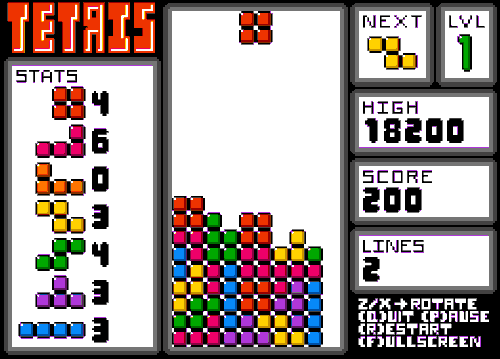 TETRIS
STATS
4
6
0
3
4
3
3
NEXT
LVL
1
HIGH
18200
SCORE
200
LINES
2
Z/X→ROTATE
(Q)UIT (P)AUSE
(R)ESTART
(F)ULLSCREEN